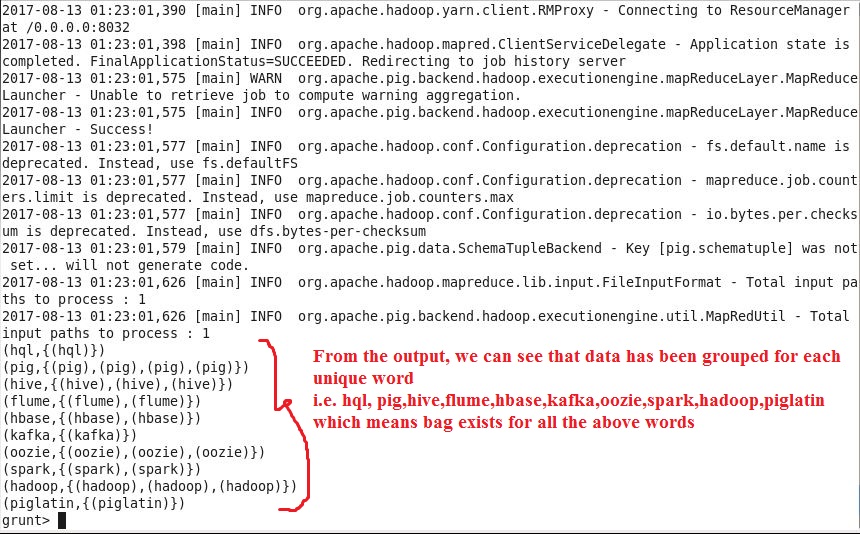 2017-08-13 01:23:01,390 [main] INFO  org.apache.hadoop.yarn.client.RMProxy - Connecting to ResourceManager
at /0.0.0.0:8032
2017-08-13 01:23:01,398 [main] INFO  org.apache.hadoop.mapred.ClientServiceDelegate - Application state is
completed. FinalApplicationStatus=SUCCEEDED. Redirecting to job history server
2017-08-13 01:23:01,575 [main] WARN  org.apache.pig.backend.hadoop.executionengine.mapReduceLayer.MapReduce
Launcher - Unable to retrieve job to compute warning aggregation.
2017-08-13 01:23:01,575 [main] INFO  org.apache.pig.backend.hadoop.executionengine.mapReduceLayer.MapReduce
Launcher - Success!
2017-08-13 01:23:01,577 [main] INFO  org.apache.hadoop.conf.Configuration.deprecation - fs.default.name is
deprecated. Instead, use fs.defaultFS
2017-08-13 01:23:01,577 [main] INFO  org.apache.hadoop.conf.Configuration.deprecation - mapreduce.job.count
ers.limit is deprecated. Instead, use mapreduce.job.counters.max
2017-08-13 01:23:01,577 [main] INFO  org.apache.hadoop.conf.Configuration.deprecation - io.bytes.per.checks
um is deprecated. Instead, use dfs.bytes-per-checksum
2017-08-13 01:23:01,579 [main] INFO  org.apache.pig.data.SchemaTupleBackend - Key [pig.schematuple] was not
 set... will not generate code.
2017-08-13 01:23:01,626 [main] INFO  org.apache.hadoop.mapreduce.lib.input.FileInputFormat - Total input pa
ths to process : 1
2017-08-13 01:23:01,626 [main] INFO  org.apache.pig.backend.hadoop.executionengine.util.MapRedUtil - Total
input paths to process : 1
(hql,{(hql)})
(pig,{(pig),(pig),(pig),(pig)})
(hive,{(hive),(hive),(hive)})
(flume,{(flume),(flume)})
(hbase,{(hbase),(hbase)})
(kafka,{(kafka)})
(oozie,{(oozie),(oozie),(oozie)})
(spark,{(spark),(spark)})
(hadoop,{(hadoop),(hadoop),(hadoop)})
(piglatin,{(piglatin)})
grunt>
From the output, we can see that data has been grouped for each
unique word
i.e. hql, pig,hive,flume,hbase,kafka,oozie,spark,hadoop,piglatin
which means bag exists for all the above words